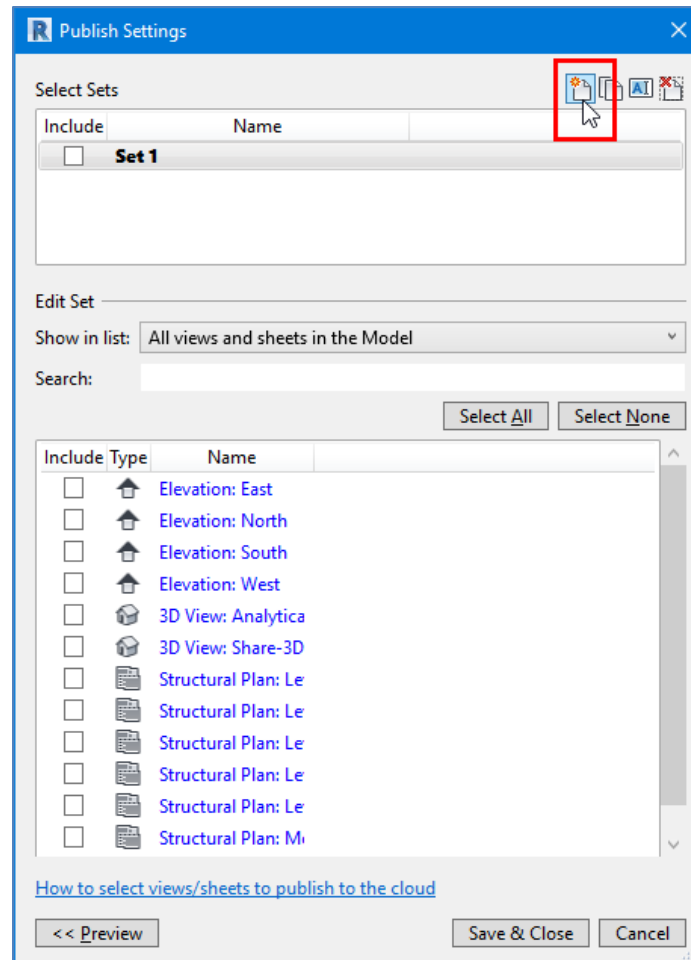 R Publish Settings
Select Sets
AI
Include Name
Set 1
Edit Set
Show in list: All views and sheets in the Model
Search:
Select All Select None
Include Type Name
Elevation: East
Elevation: North
Elevation: South
Elevation: West
3D View: Analytica
3D View: Share-3D
Structural Plan: Le
Structural Plan: Le
Structural Plan: Le
Structural Plan: Le
Structural Plan: Le
Structural Plan: M
How to select views/sheets to publish to the cloud
<< Preview Save & Close Cancel